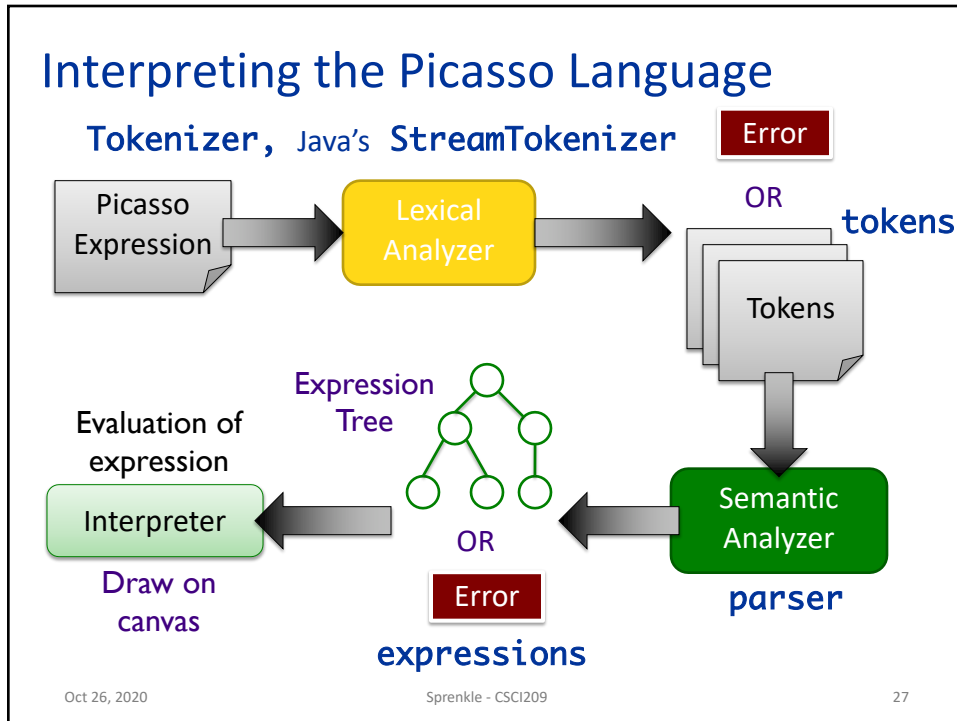 Interpreting the Picasso Language
Tokenizer, Java's StreamTokenizer
Error
OR
tokens
Picasso
Expression
Lexical
Analyzer
Tokens
Expression
Tree
Evaluation of
expression
Interpreter
Draw on
canvas
OR
Error
expressions
Semantic
Analyzer
parser
Oct 26, 2020
Sprenkle - CSCI209
27